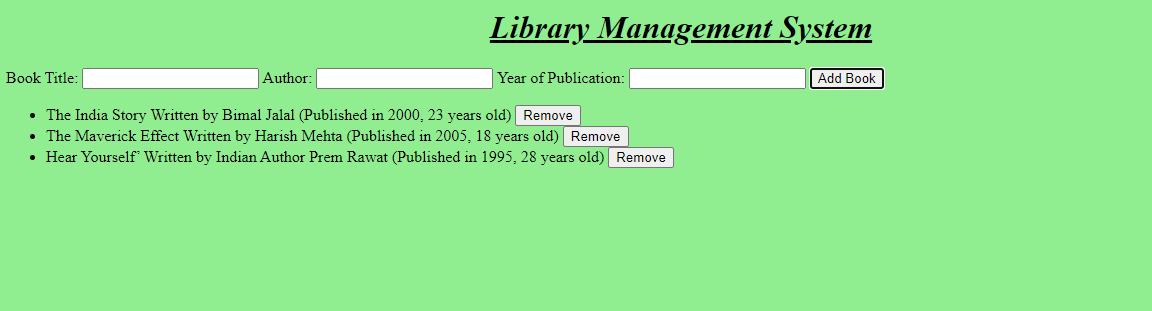 Library Management System
Book Title: Author: Year of Publication: Add Book
The India Story Written by Bimal Jalal (Published in 2000, 23 years old) Remove
The Maverick Effect Written by Harish Mehta (Published in 2005, 18 years old) Remove
Hear Yourself’ Written by Indian Author Prem Rawat (Published in 1995, 28 years old) Remove